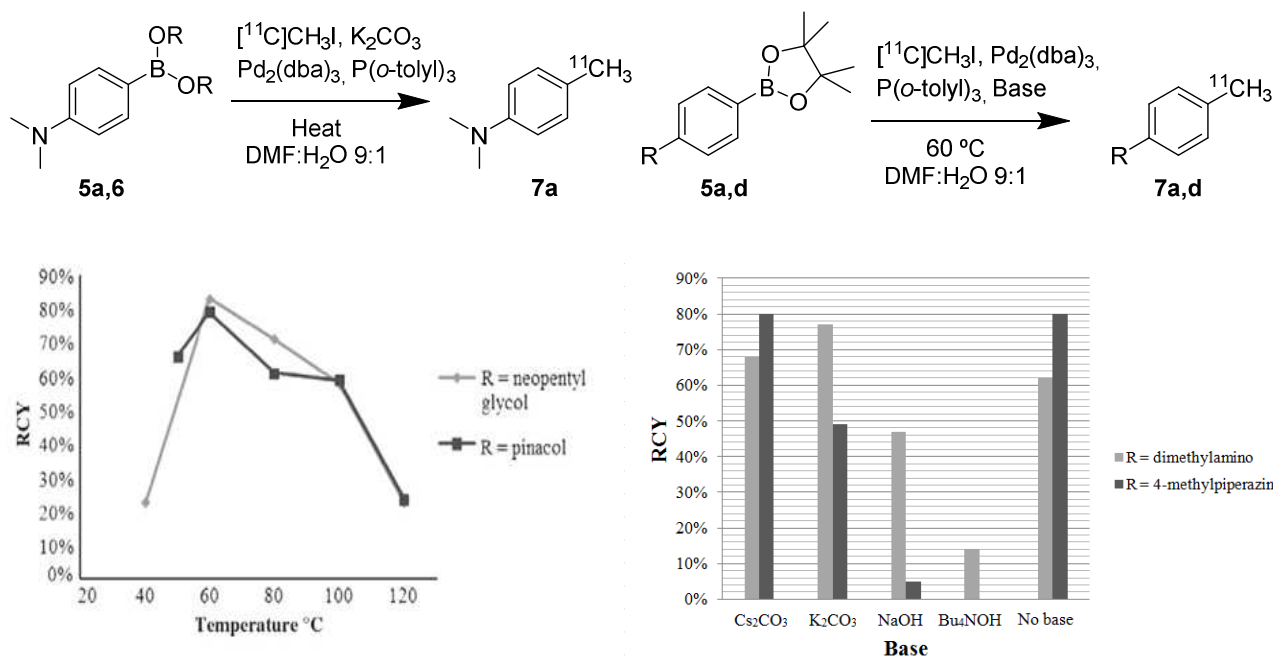 OR
B
OR
N
5a,6
[¹¹C]CH3I, K₂CO₃
Pd₂(dba)₃, P(o-tolyl)₃
Heat
DMF:H₂O 9:1
¹¹CH₃
N
7a
O
B
O
R
5a,d
[¹¹C]CH3I, Pd₂(dba)₃,
P(o-tolyl)₃, Base
60 ºC
DMF:H₂O 9:1
¹¹CH₃
R
7a,d
90%
80%
70%
60%
50%
40%
30%
20%
10%
0%
RCY
20 40 60 80 100 120
Temperature °C
R = neopentyl
glycol
R = pinacol
90%
80%
70%
60%
50%
40%
30%
20%
10%
0%
RCY
Cs₂CO₃ K₂CO₃ NaOH Bu₄NOH No base
Base
R = dimethylamino
R = 4-methylpiperazin